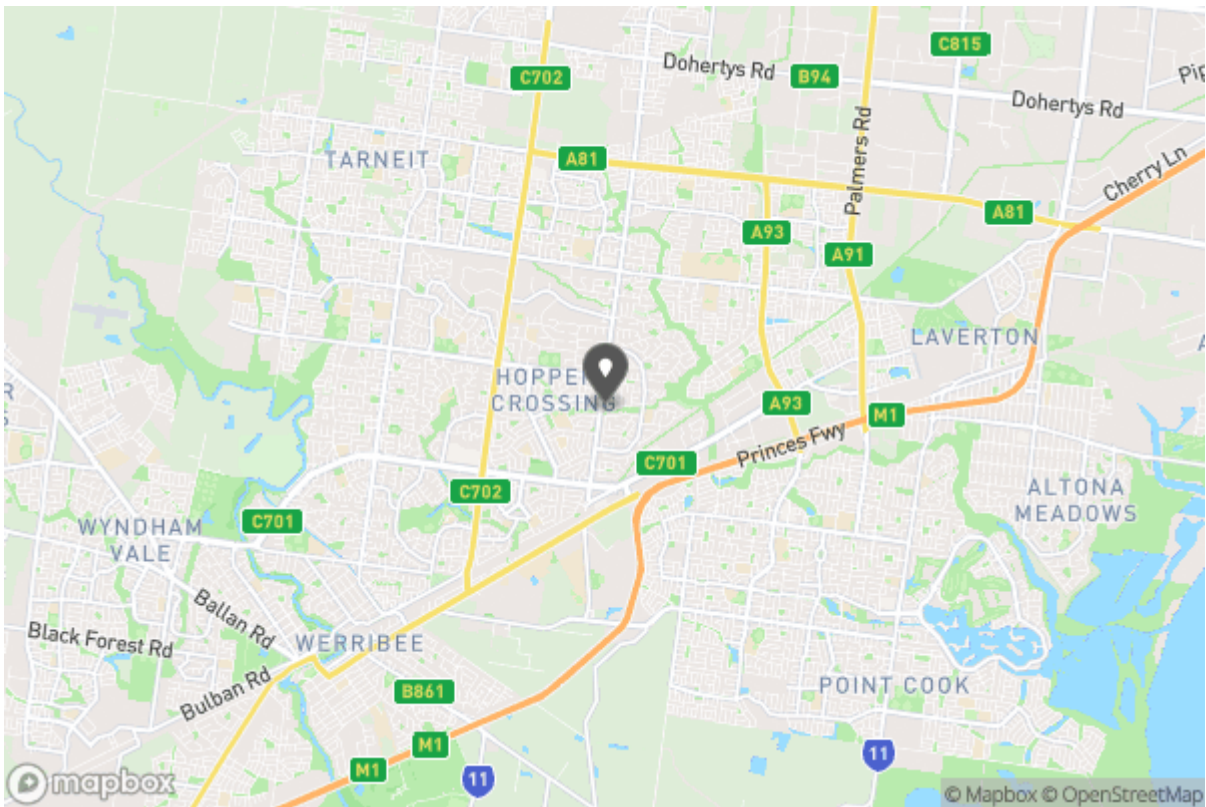 C815
Dohertys Rd
B94
C702
Dohertys Rd
Palmers Rd
TARNEIT
A81
Cherry Ln
A81
A93
A91
LAVERTON
HOPPE
CROSSING
A93
M1
Princes Fwy
C701
C702
ALTONA
MEADOWS
C701
WYNDHAM
VALE
Ballan Rd
Black Forest Rd
WERRIBEE
Bulban Rd
POINT COOK
B861
M1
11
M1
11
mapbox
© Mapbox © OpenStreetMap